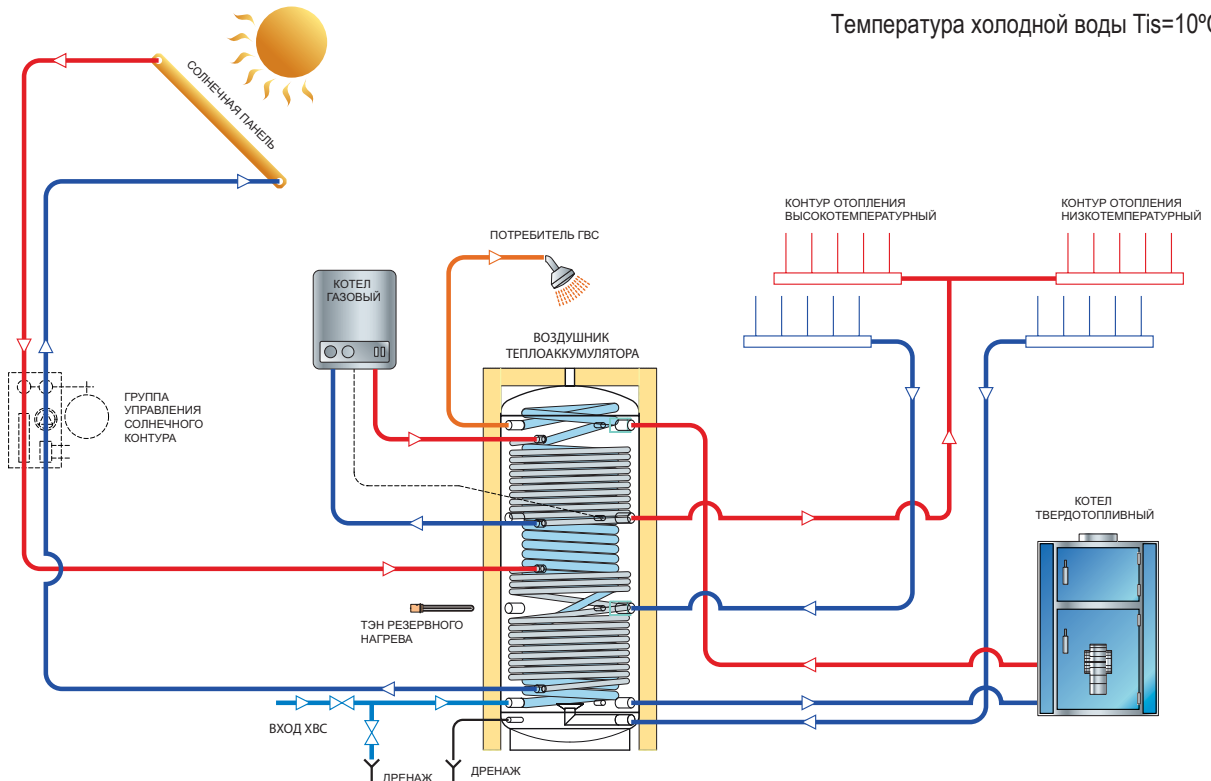 Температура холодной воды Tis=10º
СОЛНЕЧНАЯ ПАНЕЛЬ
КОНТУР ОТОПЛЕНИЯ
ВЫСОКОТЕМПЕРАТУРНЫЙ
КОНТУР ОТОПЛЕНИЯ
НИЗКОТЕМПЕРАТУРНЫЙ
ПОТРЕБИТЕЛЬ ГВС
КОТЕЛ
ГАЗОВЫЙ
ВОЗДУШНИК
ТЕПЛОАККУМУЛЯТОРА
ГРУППА
УПРАВЛЕНИЯ
СОЛНЕЧНОГО
КОНТУРА
КОТЕЛ
ТВЕРДОТОПЛИВНЫЙ
ТЭН РЕЗЕРВНОГО
НАГРЕВА
ВХОД ХВС
ДРЕНАЖ
ДРЕНАЖ